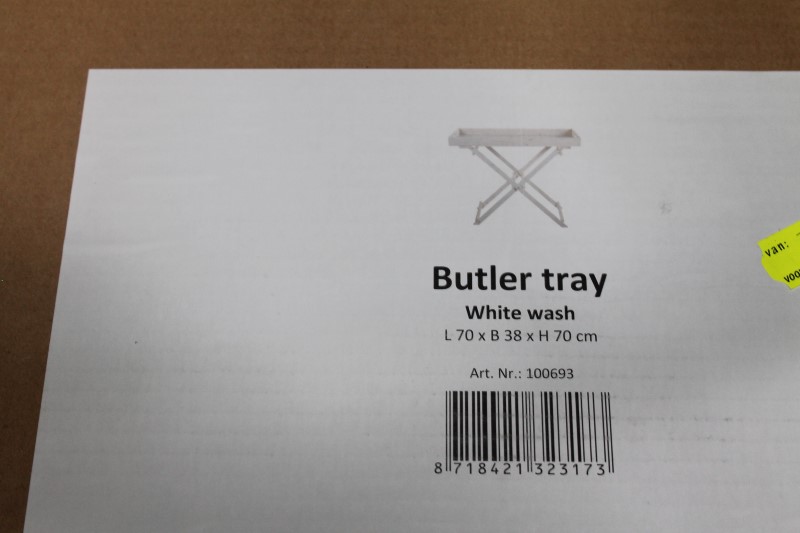 Butler tray
White wash
L 70 x B 38 x H 70 cm
Art. Nr.: 100693
8 718421 323173
van: